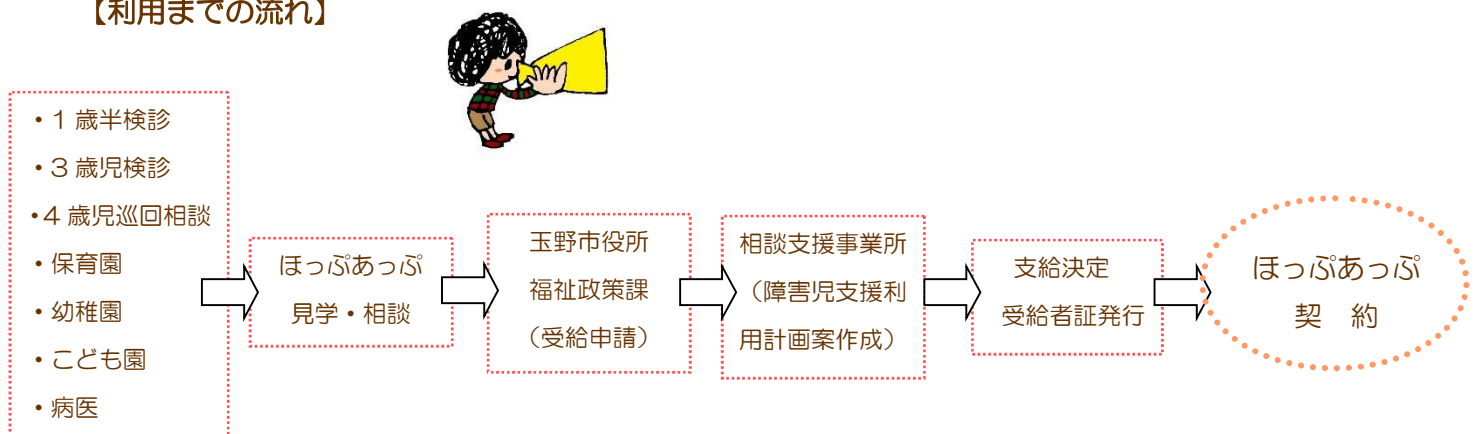 【利用までの流れ】
・1歳半検診
・3歳児検診
・4歳児巡回相談
・保育園
・幼稚園
・こども園
・病医
ほっぷあっぷ
見学・相談
玉野市役所
福祉政策課
（受給申請）
相談支援事業所
（障害児支援利
用計画案作成）
支給決定
受給者証発行
ほっぷあっぷ
契　約